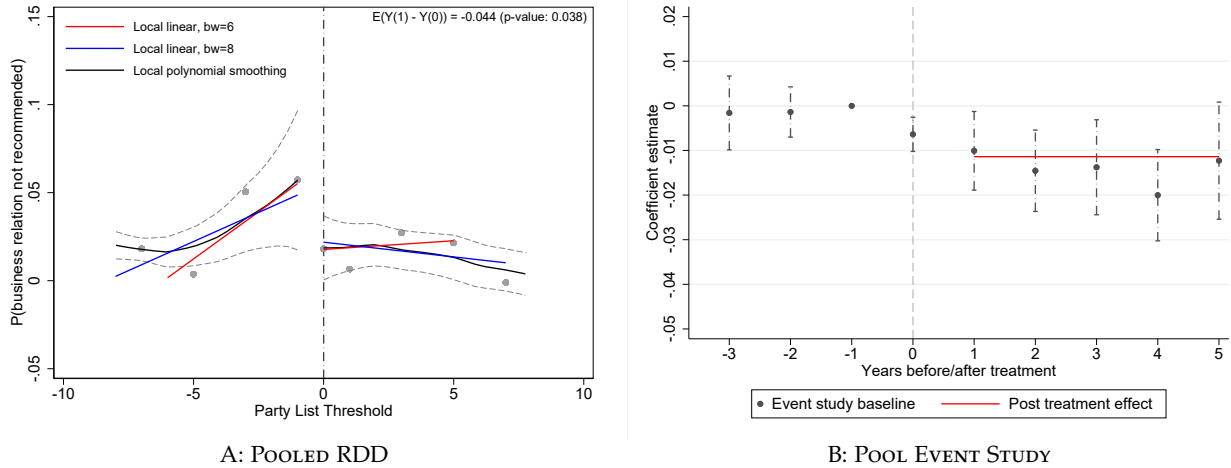 E(Y(1) - Y(0)) = -0.044 (p-value: 0.038)
Local linear, bw=6
Local linear, bw=8
Local polynomial smoothing
P(business relation not recommended)
.15
.1
.05
0
-.05
-10
-5
0
5
10
Party List Threshold
A: POOLED RDD
Coefficient estimate
.02
.01
0
-.01
-.02
-.03
-.04
-.05
-3
-2
-1
0
1
2
3
4
5
Years before/after treatment
Event study baseline
Post treatment effect
B: POOL EVENT STUDY